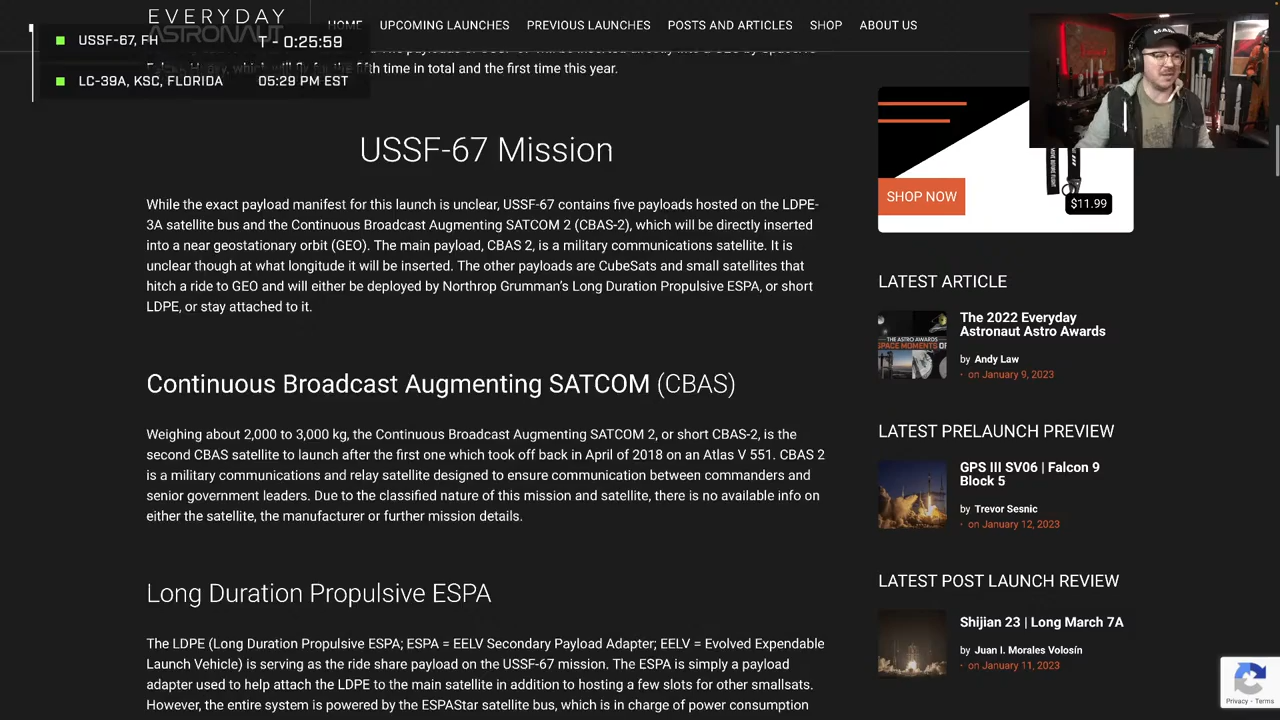 EVERYDAY
ASTRONAUT
HOME
UPCOMING LAUNCHES
PREVIOUS LAUNCHES
POSTS AND ARTICLES
SHOP
ABOUT US
USSF-67, FH
T - 0:25:59
LC-39A, KSC, FLORIDA
05:29 PM EST
fifth time in total and the first time this year.
USSF-67 Mission
While the exact payload manifest for this launch is unclear, USSF-67 contains five payloads hosted on the LDPE-
3A satellite bus and the Continuous Broadcast Augmenting SATCOM 2 (CBAS-2), which will be directly inserted
into a near geostationary orbit (GEO). The main payload, CBAS 2, is a military communications satellite. It is
unclear though at what longitude it will be inserted. The other payloads are CubeSats and small satellites that
hitch a ride to GEO and will either be deployed by Northrop Grumman's Long Duration Propulsive ESPA, or short
LDPE, or stay attached to it.
Continuous Broadcast Augmenting SATCOM (CBAS)
Weighing about 2,000 to 3,000 kg, the Continuous Broadcast Augmenting SATCOM 2, or short CBAS-2, is the
second CBAS satellite to launch after the first one which took off back in April of 2018 on an Atlas V 551. CBAS 2
is a military communications and relay satellite designed to ensure communication between commanders and
senior government leaders. Due to the classified nature of this mission and satellite, there is no available info on
either the satellite, the manufacturer or further mission details.
Long Duration Propulsive ESPA
The LDPE (Long Duration Propulsive ESPA; ESPA = EELV Secondary Payload Adapter; EELV = Evolved Expendable
Launch Vehicle) is serving as the ride share payload on the USSF-67 mission. The ESPA is simply a payload
adapter used to help attach the LDPE to the main satellite in addition to hosting a few slots for other smallsats.
However, the entire system is powered by the ESPAStar satellite bus, which is in charge of power consumption
SHOP NOW
$11.99
LATEST ARTICLE
The 2022 Everyday
Astronaut Astro Awards
by Andy Law
· on January 9, 2023
LATEST PRELAUNCH PREVIEW
GPS III SV06 | Falcon 9
Block 5
by Trevor Sesnic
· on January 12, 2023
LATEST POST LAUNCH REVIEW
Shijian 23 | Long March 7A
by Juan I. Morales Volosín
· on January 11, 2023
Privacy - Terms